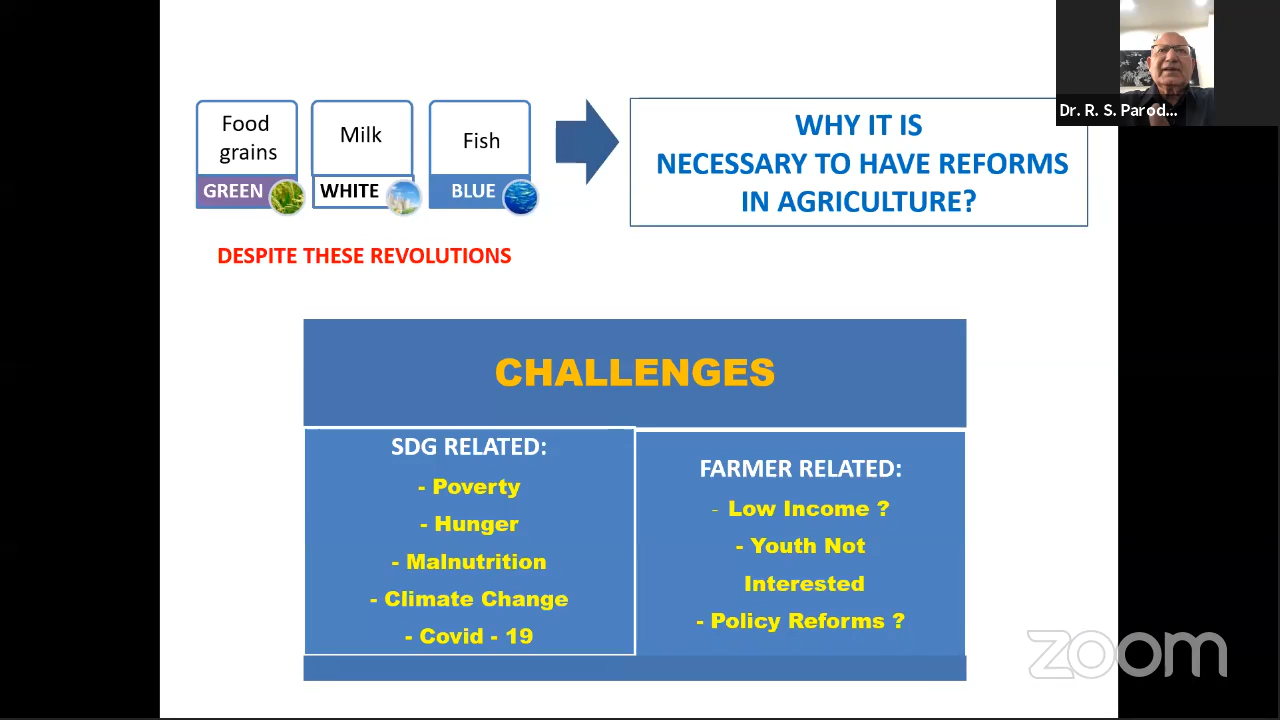 Food
grains
GREEN
Milk
WHITE
Fish
BLUE
WHY IT IS
NECESSARY TO HAVE REFORMS
IN AGRICULTURE?
Dr. R. S. Parod...
DESPITE THESE REVOLUTIONS
CHALLENGES
SDG RELATED:
- Poverty
- Hunger
- Malnutrition
- Climate Change
- Covid - 19
FARMER RELATED:
- Low Income ?
- Youth Not
Interested
- Policy Reforms ?
zoom